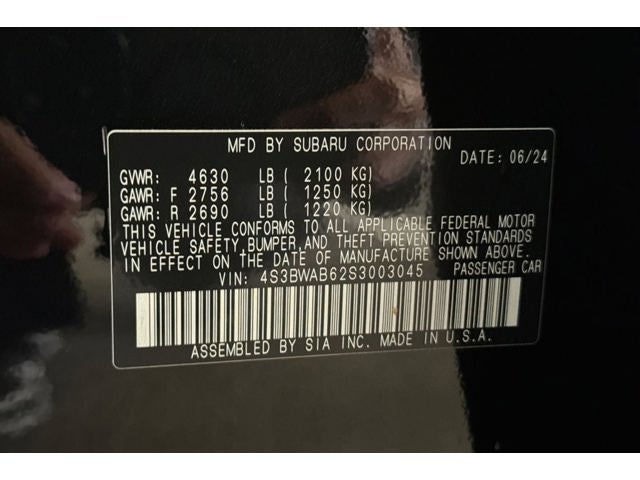 MFD BY SUBARU CORPORATION
DATE: 06/24
GVWR: 4630 LB ( 2100 KG)
GAWR: F 2756 LB ( 1250 KG)
GAWR: R 2690 LB ( 1220 KG)
THIS VEHICLE CONFORMS TO ALL APPLICABLE FEDERAL MOTOR
VEHICLE SAFETY, BUMPER, AND THEFT PREVENTION STANDARDS
IN EFFECT ON THE DATE OF MANUFACTURE SHOWN ABOVE.
VIN: 4S3BWAB62S3003045 PASSENGER CAR
ASSEMBLED BY SIA INC. MADE IN U.S.A.